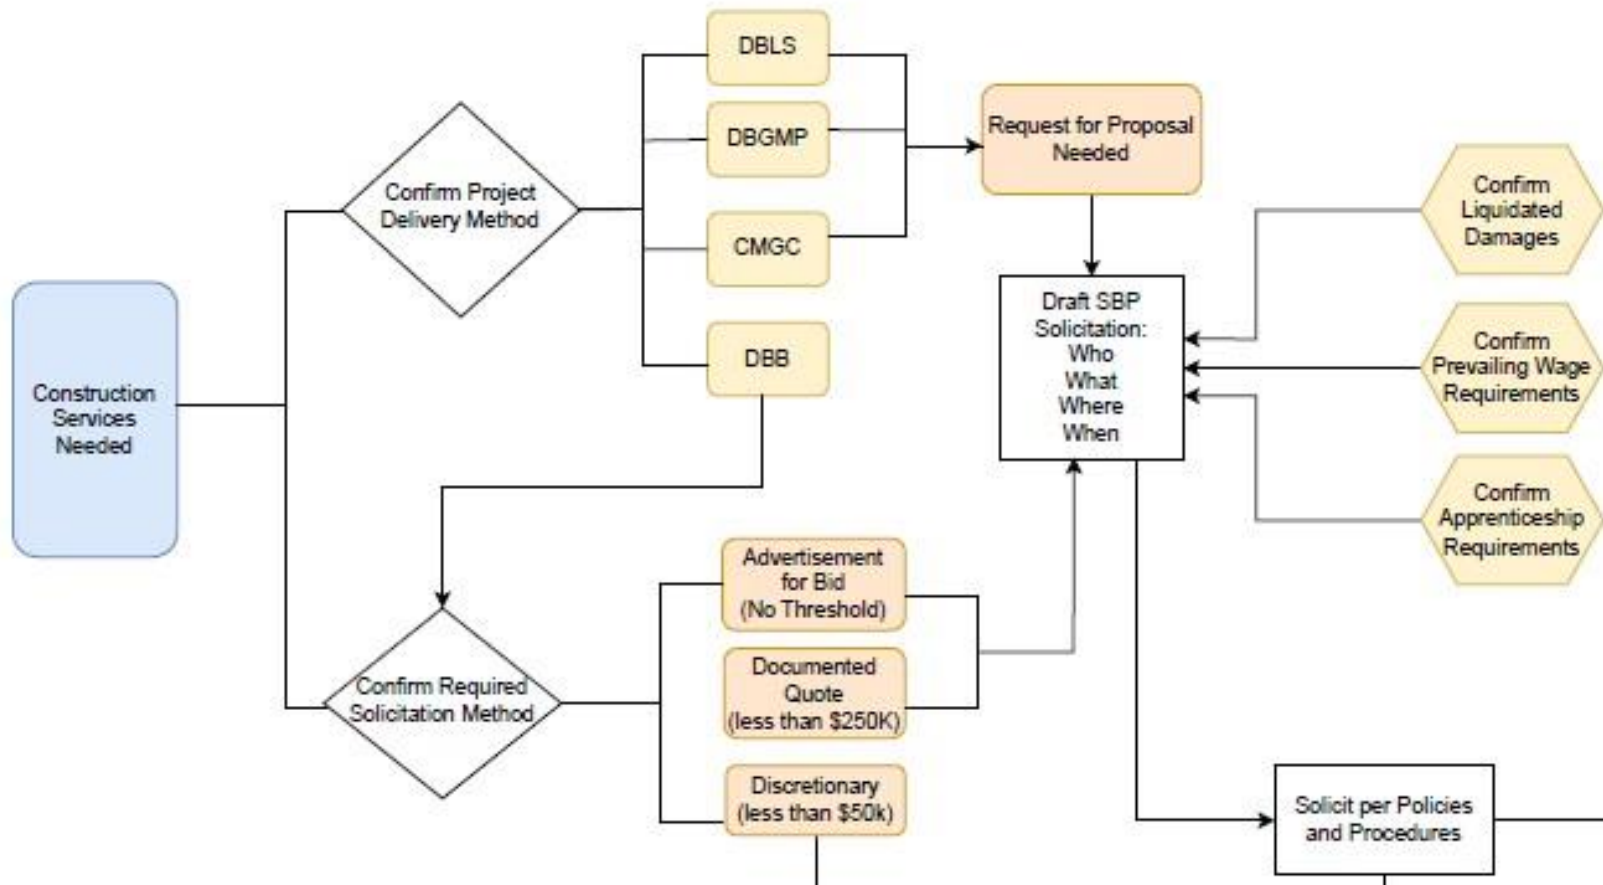 Construction
Services
Needed
Confirm Project
Delivery Method
DBLS
DBGMP
CMGC
DBB
Request for Proposal
Needed
Draft SBP
Solicitation:
Who
What
Where
When
Confirm
Liquidated
Damages
Confirm
Prevailing Wage
Requirements
Confirm
Apprenticeship
Requirements
Confirm Required
Solicitation Method
Advertisement
for Bid
(No Threshold)
Documented
Quote
(less than $250K)
Discretionary
(less than $50k)
Solicit per Policies
and Procedures